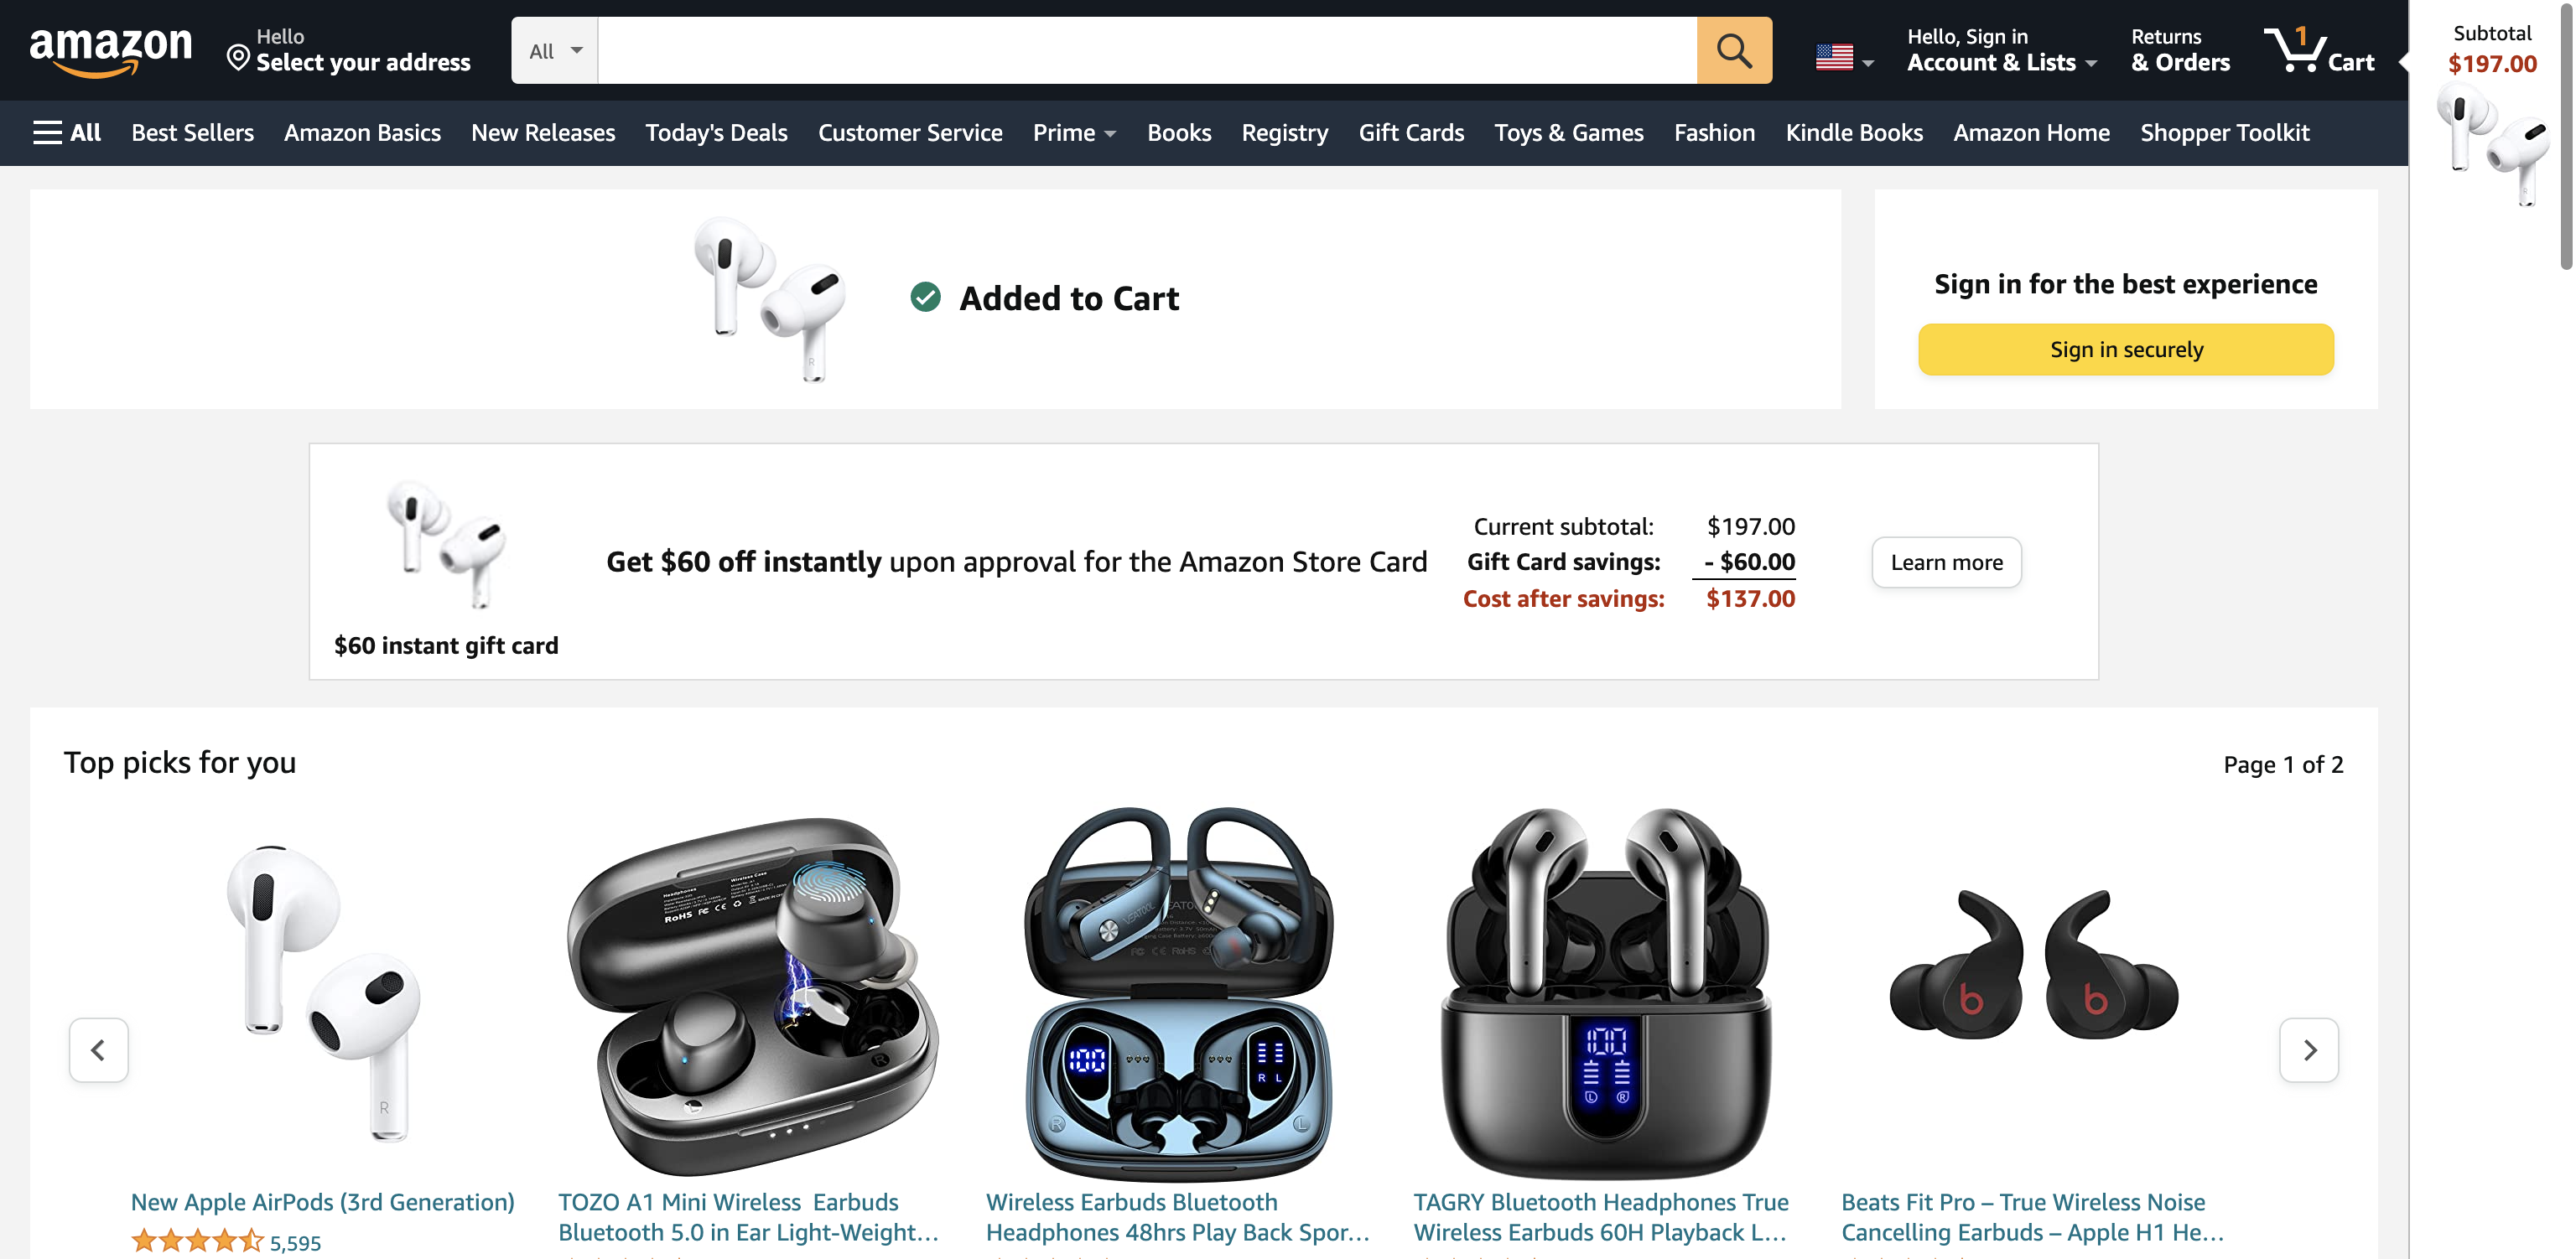 amazon
Hello
Select your address
All
Hello, Sign in
Account & Lists
Returns
& Orders
1
Cart
Subtotal
$197.00
All
Best Sellers
Amazon Basics
New Releases
Today's Deals
Customer Service
Prime
Books
Registry
Gift Cards
Toys & Games
Fashion
Kindle Books
Amazon Home
Shopper Toolkit
Added to Cart
Sign in for the best experience
Sign in securely
Get $60 off instantly upon approval for the Amazon Store Card
Current subtotal: $197.00
Gift Card savings: - $60.00
Cost after savings: $137.00
Learn more
$60 instant gift card
Top picks for you
Page 1 of 2
Headphones
Wireless Case
RoHS
VEATOOL
100
R L
R
L
100
L R
R
New Apple AirPods (3rd Generation)
5,595
TOZO A1 Mini Wireless Earbuds
Bluetooth 5.0 in Ear Light-Weight...
Wireless Earbuds Bluetooth
Headphones 48hrs Play Back Spor...
TAGRY Bluetooth Headphones True
Wireless Earbuds 60H Playback L...
Beats Fit Pro – True Wireless Noise
Cancelling Earbuds – Apple H1 He...